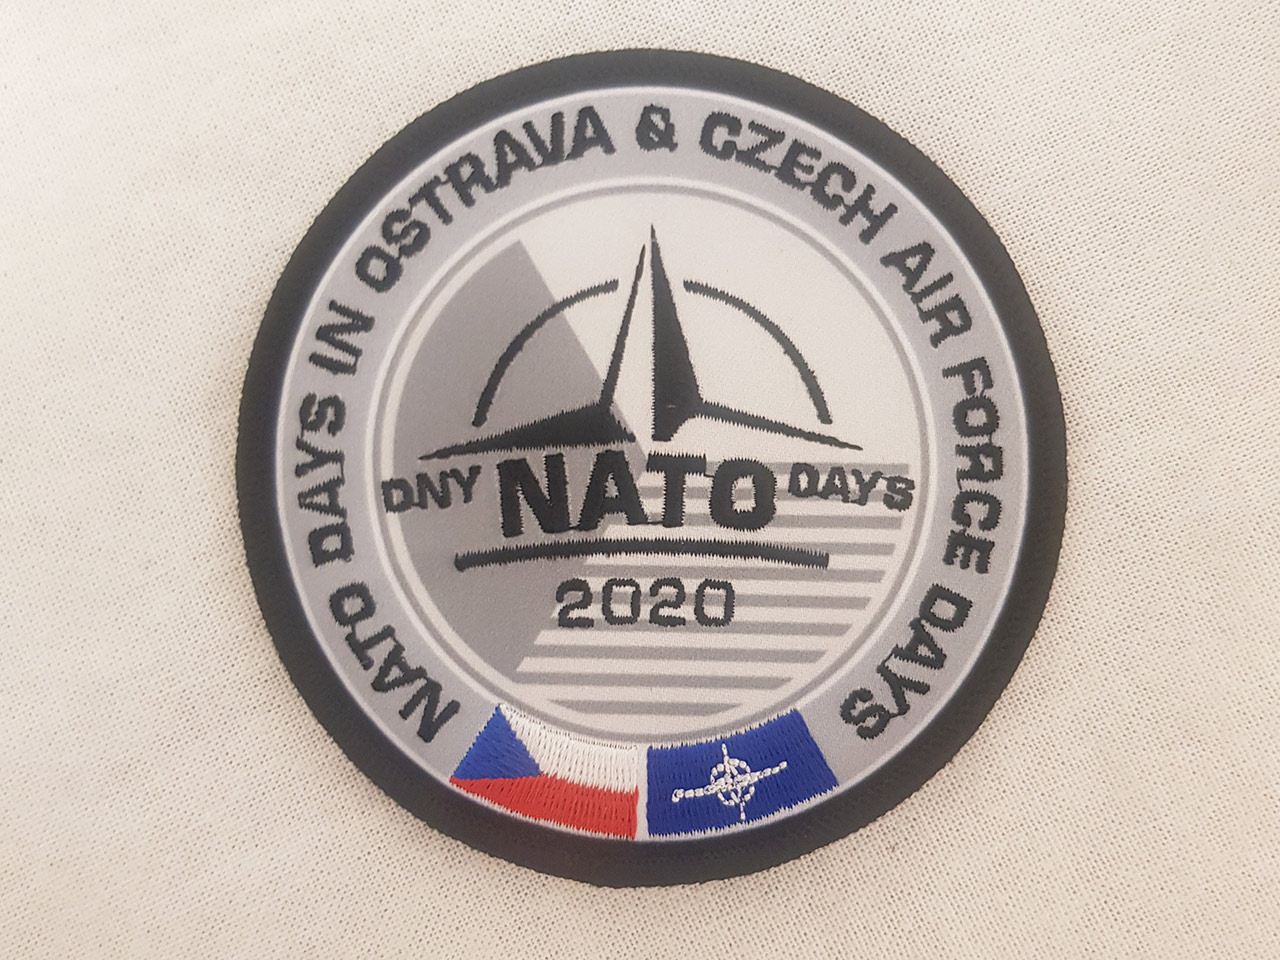 NATO DAYS IN OSTRAVA & CZECH AIR FORCE DAYS
DNY NATO DAYS
2020